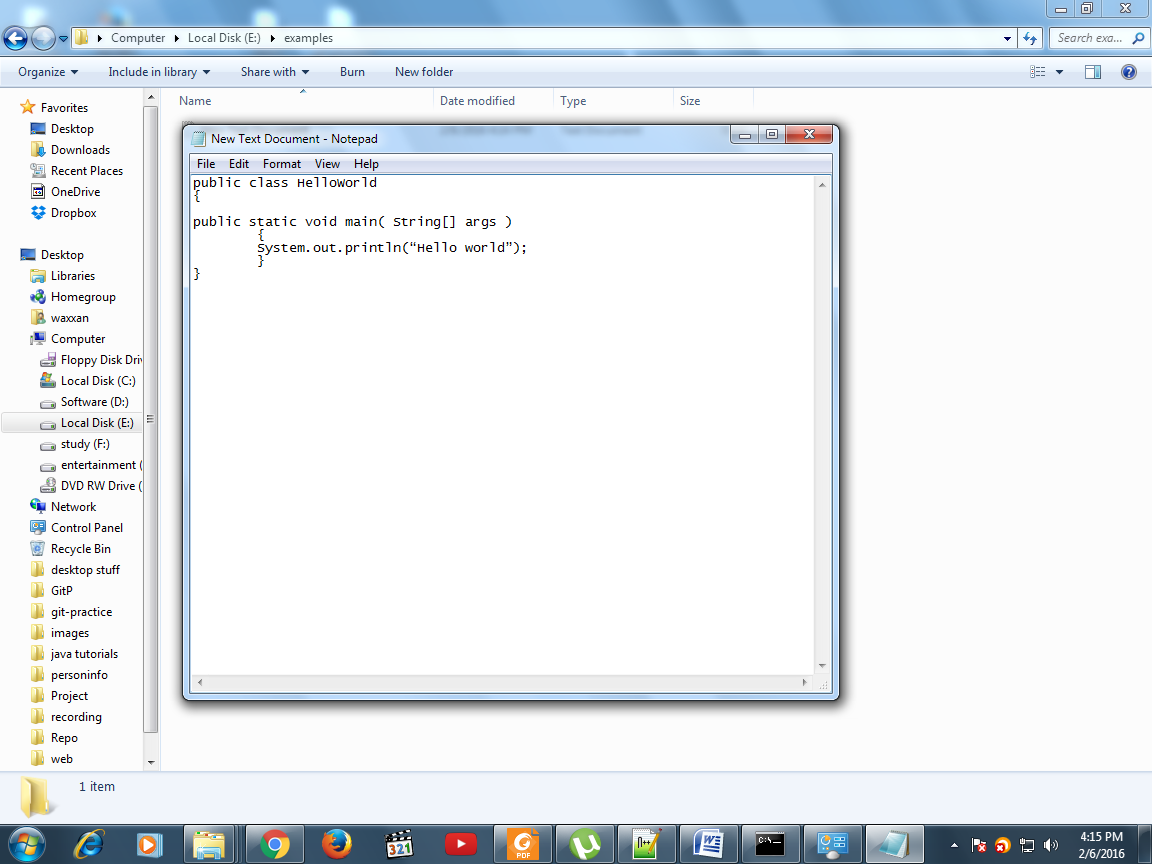 Computer Local Disk (E:) examples
Search exa...
Organize Include in library Share with Burn New folder
Name Date modified Type Size
Favorites
Desktop
Downloads
Recent Places
OneDrive
Dropbox
Desktop
Libraries
Homegroup
waxxan
Computer
Floppy Disk Driv
Local Disk (C:)
Software (D:)
Local Disk (E:)
study (F:)
entertainment (
DVD RW Drive (
Network
Control Panel
Recycle Bin
desktop stuff
GitP
git-practice
images
java tutorials
personinfo
Project
recording
Repo
web
New Text Document - Notepad
File Edit Format View Help
public class HelloWorld
{
public static void main( String[] args )
{
System.out.println(“Hello world”);
}
}
1 item
321
PDF
n++
W
C:\_
4:15 PM
2/6/2016